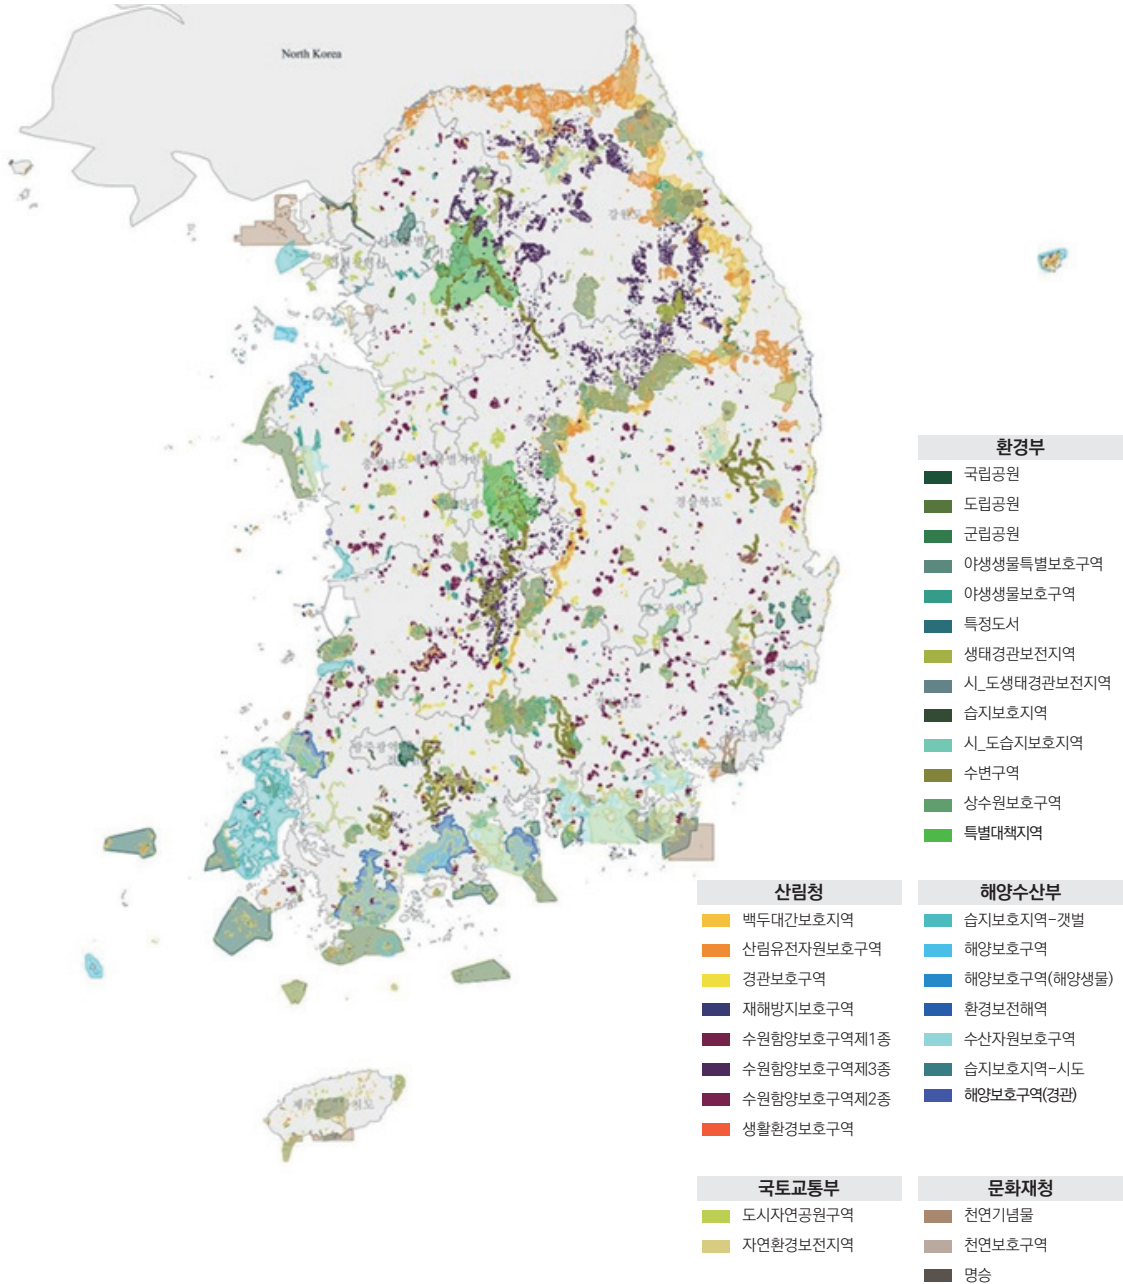 North Korea
강원도
경상북도
환경부
국립공원
도립공원
군립공원
야생생물특별보호구역
야생생물보호구역
특정도서
생태경관보전지역
시_도생태경관보전지역
습지보호지역
시_도습지보호지역
수변구역
상수원보호구역
특별대책지역
산림청
백두대간보호지역
산림유전자원보호구역
경관보호구역
재해방지보호구역
수원함양보호구역제1종
수원함양보호구역제3종
수원함양보호구역제2종
생활환경보호구역
해양수산부
습지보호지역-갯벌
해양보호구역
해양보호구역(해양생물)
환경보전해역
수산자원보호구역
습지보호지역-시도
해양보호구역(경관)
국토교통부
도시자연공원구역
자연환경보전지역
문화재청
천연기념물
천연보호구역
명승